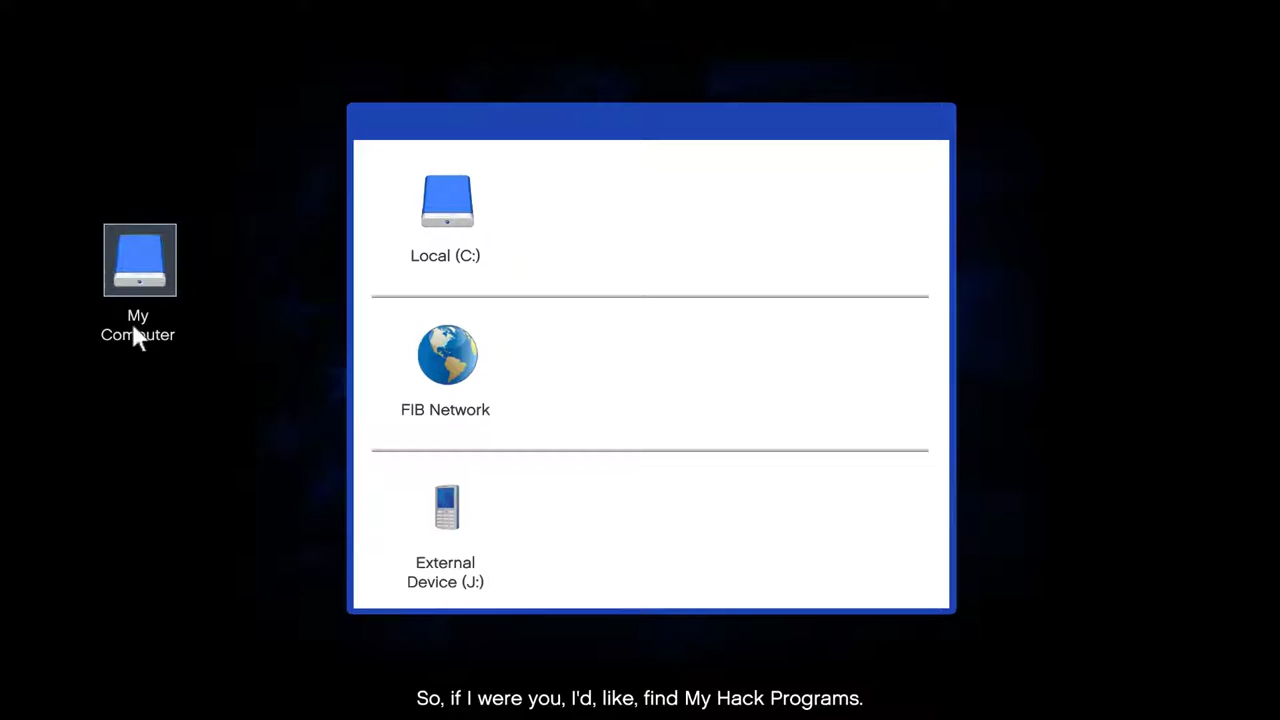 My
Computer
Local (C:)
FIB Network
External
Device (J:)
So, if I were you, I'd, like, find My Hack Programs.